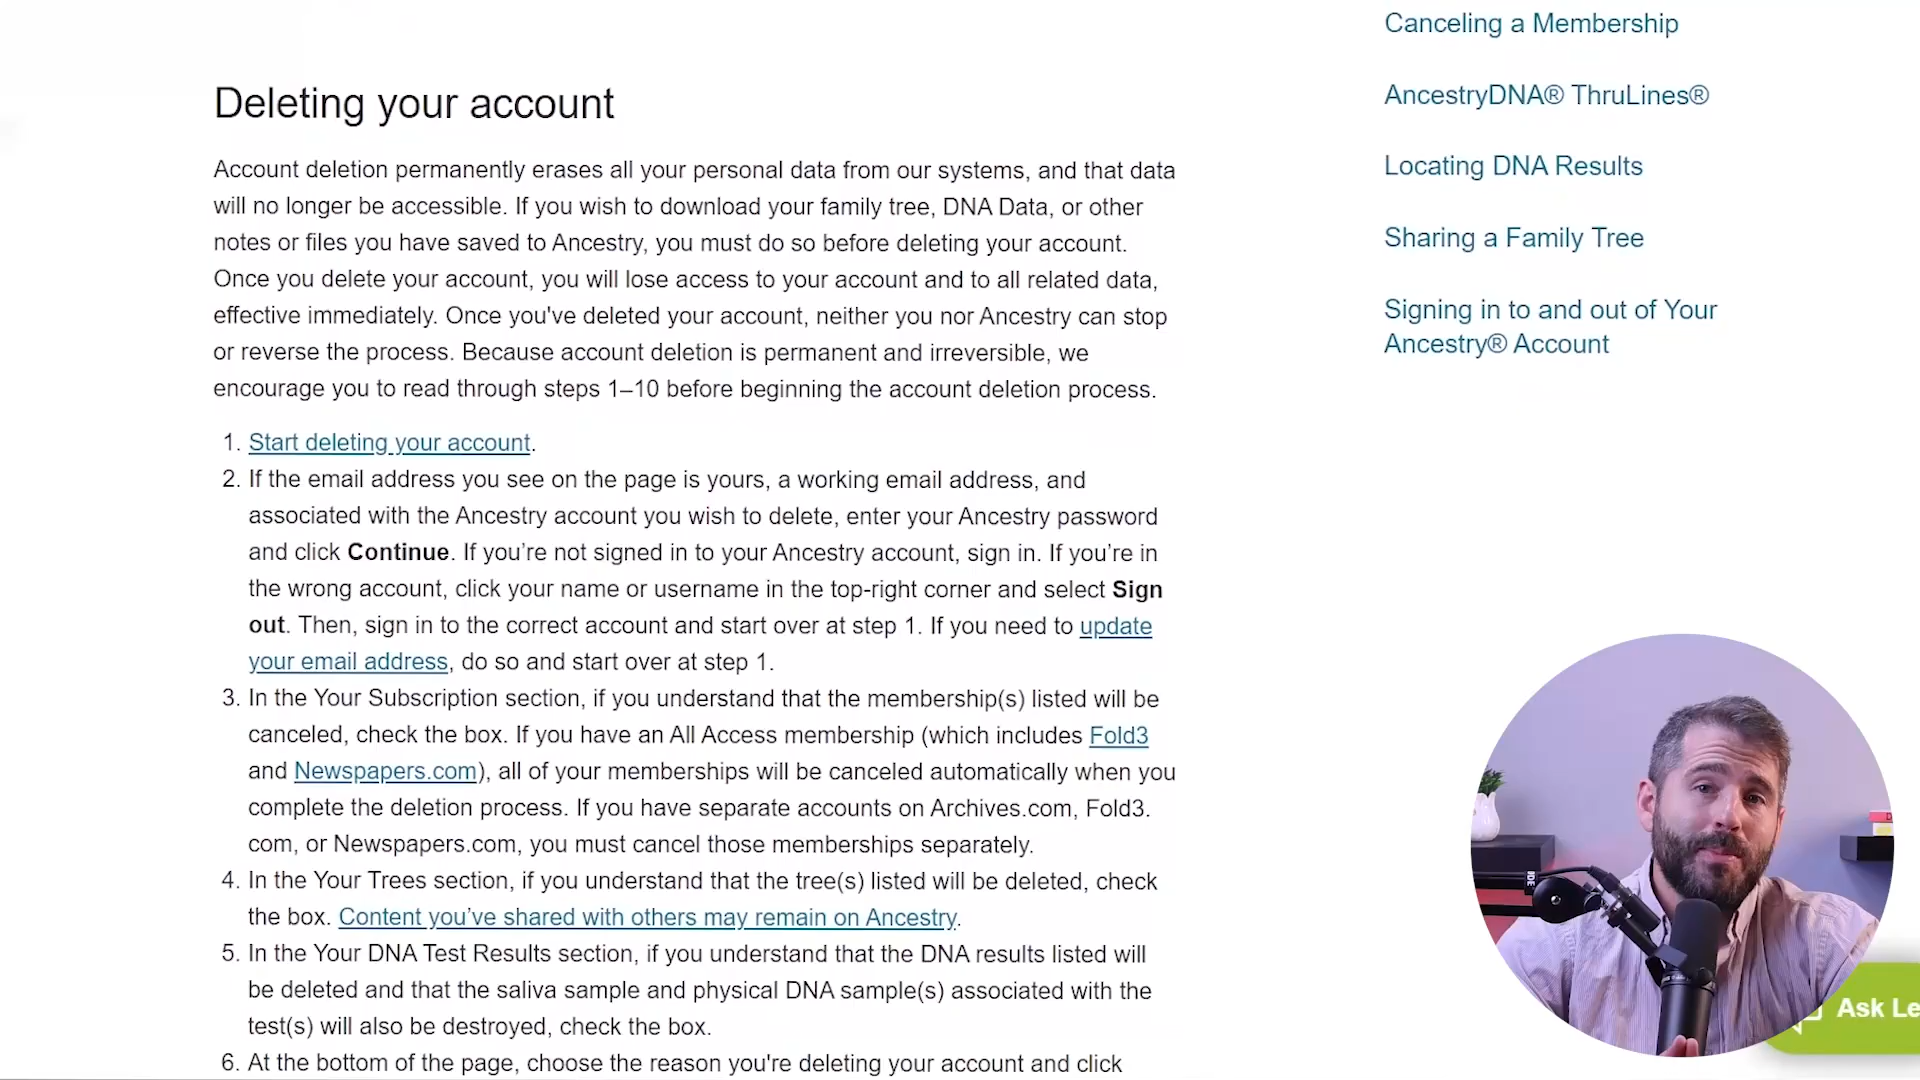 Canceling a Membership
AncestryDNA® ThruLines®
Locating DNA Results
Sharing a Family Tree
Signing in to and out of Your
Ancestry® Account
Deleting your account
Account deletion permanently erases all your personal data from our systems, and that data
will no longer be accessible. If you wish to download your family tree, DNA Data, or other
notes or files you have saved to Ancestry, you must do so before deleting your account.
Once you delete your account, you will lose access to your account and to all related data,
effective immediately. Once you've deleted your account, neither you nor Ancestry can stop
or reverse the process. Because account deletion is permanent and irreversible, we
encourage you to read through steps 1–10 before beginning the account deletion process.
1. Start deleting your account.
2. If the email address you see on the page is yours, a working email address, and
associated with the Ancestry account you wish to delete, enter your Ancestry password
and click Continue. If you’re not signed in to your Ancestry account, sign in. If you’re in
the wrong account, click your name or username in the top-right corner and select Sign
out. Then, sign in to the correct account and start over at step 1. If you need to update
your email address, do so and start over at step 1.
3. In the Your Subscription section, if you understand that the membership(s) listed will be
canceled, check the box. If you have an All Access membership (which includes Fold3
and Newspapers.com), all of your memberships will be canceled automatically when you
complete the deletion process. If you have separate accounts on Archives.com, Fold3.
com, or Newspapers.com, you must cancel those memberships separately.
4. In the Your Trees section, if you understand that the tree(s) listed will be deleted, check
the box. Content you’ve shared with others may remain on Ancestry.
5. In the Your DNA Test Results section, if you understand that the DNA results listed will
be deleted and that the saliva sample and physical DNA sample(s) associated with the
test(s) will also be destroyed, check the box.
6. At the bottom of the page, choose the reason you're deleting your account and click
Ask Le